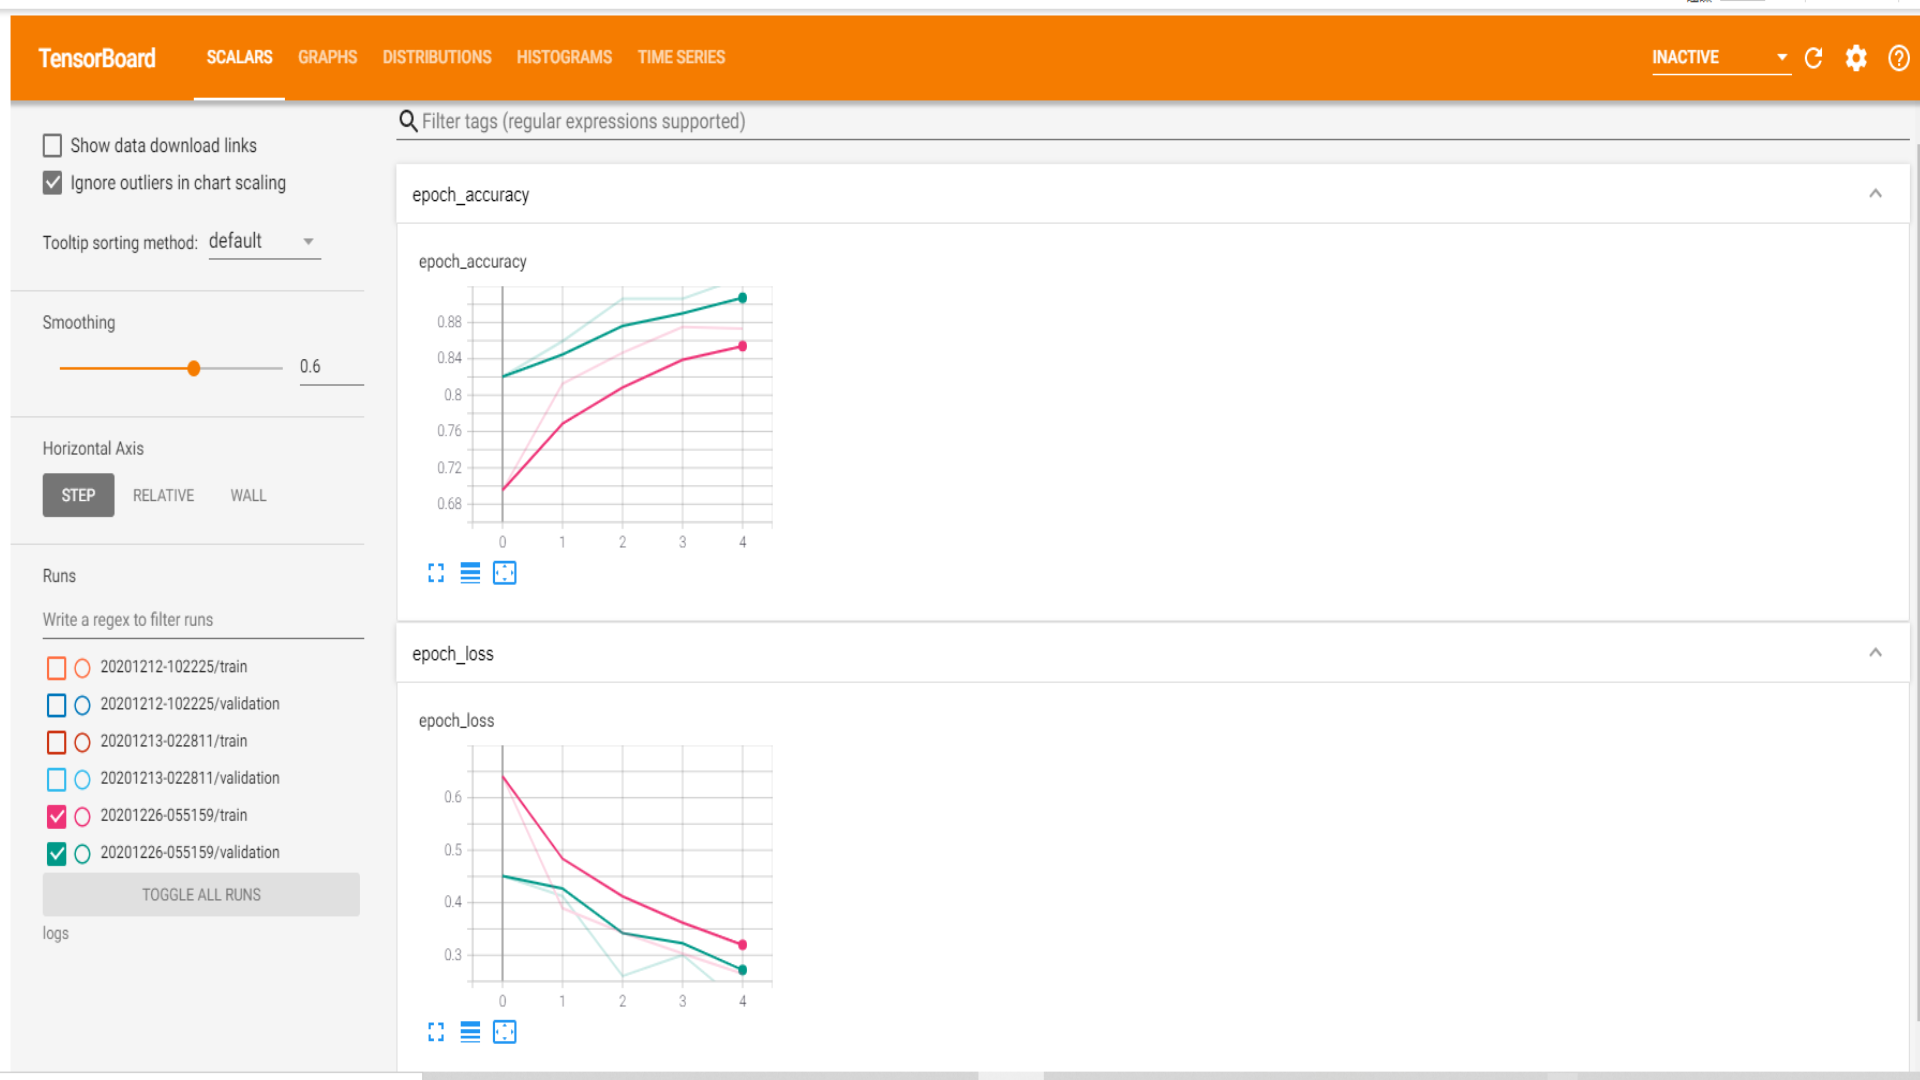 TensorBoard SCALARS GRAPHS DISTRIBUTIONS HISTOGRAMS TIME SERIES INACTIVE
Show data download links
Ignore outliers in chart scaling
Tooltip sorting method: default
Smoothing
0.6
Horizontal Axis
STEP RELATIVE WALL
Runs
Write a regex to filter runs
20201212-102225/train
20201212-102225/validation
20201213-022811/train
20201213-022811/validation
20201226-055159/train
20201226-055159/validation
TOGGLE ALL RUNS
logs
Filter tags (regular expressions supported)
epoch_accuracy
epoch_accuracy
0.88
0.84
0.8
0.76
0.72
0.68
0 1 2 3 4
epoch_loss
epoch_loss
0.6
0.5
0.4
0.3
0 1 2 3 4